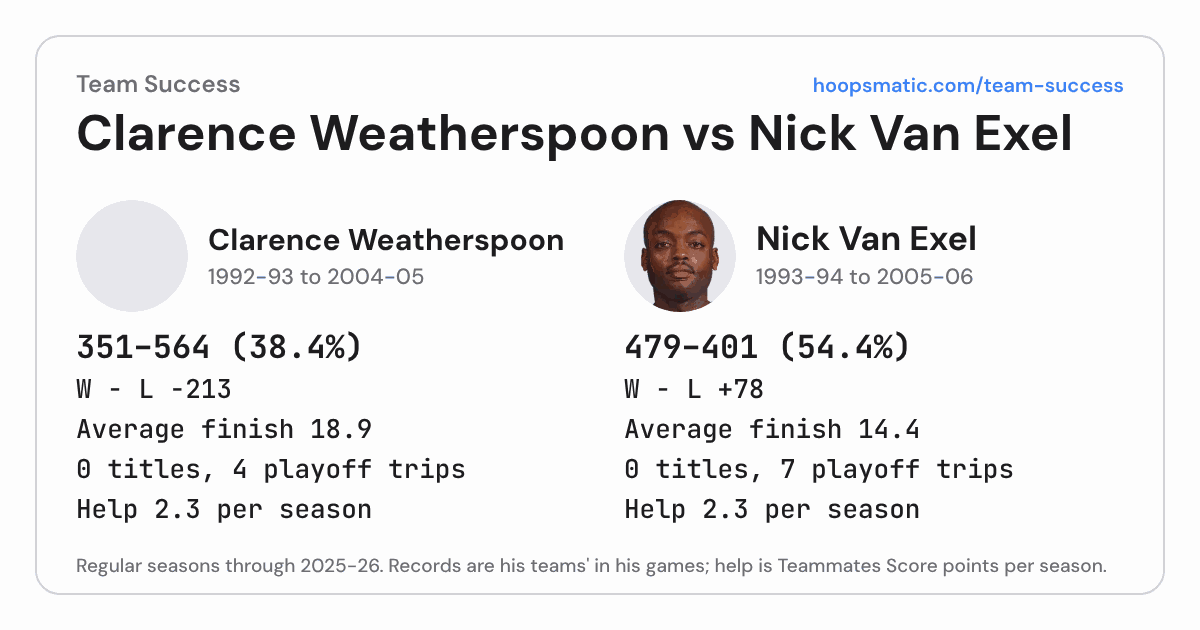 Team Success
hoopsmatic.com/team-success
Clarence Weatherspoon vs Nick Van Exel
Clarence Weatherspoon
1992-93 to 2004-05
351-564 (38.4%)
W - L -213
Average finish 18.9
0 titles, 4 playoff trips
Help 2.3 per season
Nick Van Exel
1993-94 to 2005-06
479-401 (54.4%)
W - L +78
Average finish 14.4
0 titles, 7 playoff trips
Help 2.3 per season
Regular seasons through 2025-26. Records are his teams' in his games; help is Teammates Score points per season.